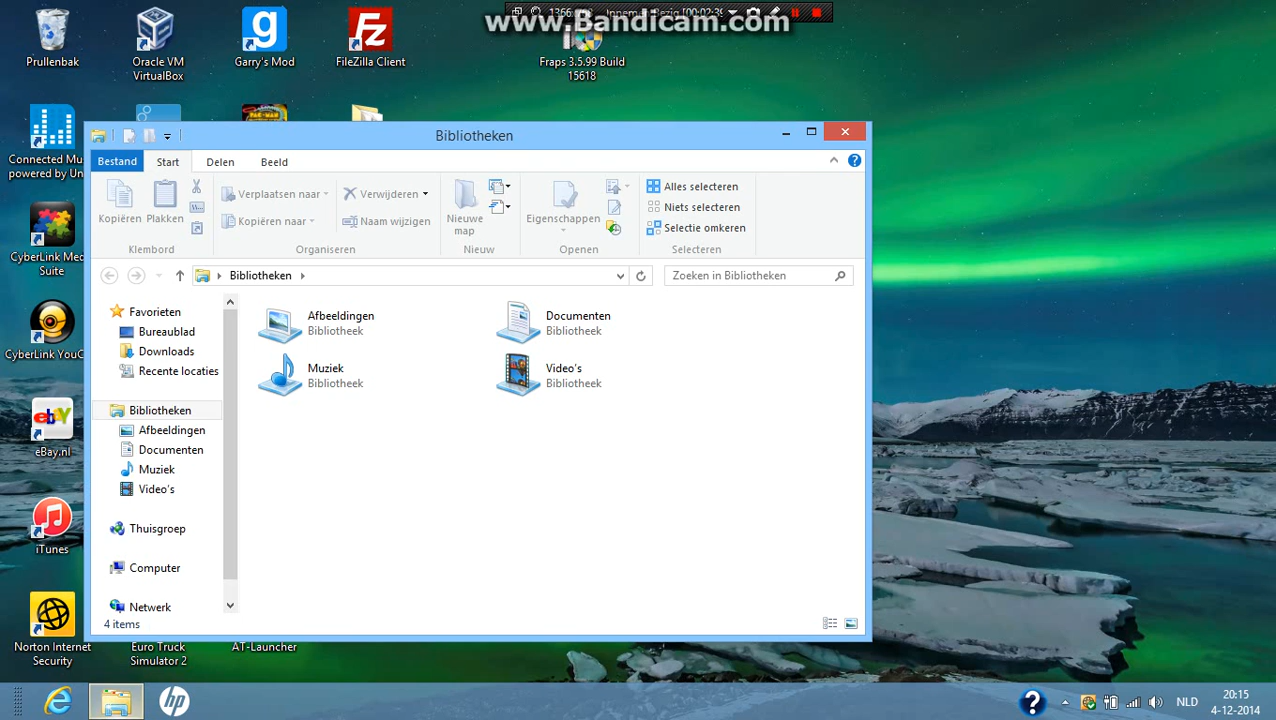 www.Bandicam.com
Prullenbak
Oracle VM
VirtualBox
Garry's Mod
FileZilla Client
Fraps 3.5.99 Build
15618
Connected Mu
powered by Un
CyberLink Med
Suite
CyberLink YouC
ebY
eBay.nl
iTunes
Norton Internet
Security
Euro Truck
Simulator 2
AT-Launcher
Bibliotheken
Bestand
Start
Delen
Beeld
Kopiëren
Plakken
Klembord
Verplaatsen naar
Kopiëren naar
Verwijderen
Naam wijzigen
Organiseren
Nieuwe
map
Nieuw
Eigenschappen
Openen
Alles selecteren
Niets selecteren
Selectie omkeren
Selecteren
Bibliotheken
Zoeken in Bibliotheken
Favorieten
Bureaublad
Downloads
Recente locaties
Bibliotheken
Afbeeldingen
Documenten
Muziek
Video's
Thuisgroep
Computer
Netwerk
Afbeeldingen
Bibliotheek
Documenten
Bibliotheek
Muziek
Bibliotheek
Video's
Bibliotheek
4 items
hp
NLD
20:15
4-12-2014